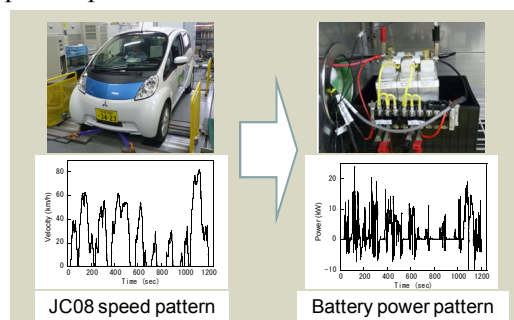 80
60
40
20
0
Velocity (km/h)
0 200 400 600 800 1000 1200
Time (sec)
JC08 speed pattern
20
10
0
-10
Power (kW)
0 200 400 600 800 1000 1200
Time (sec)
Battery power pattern